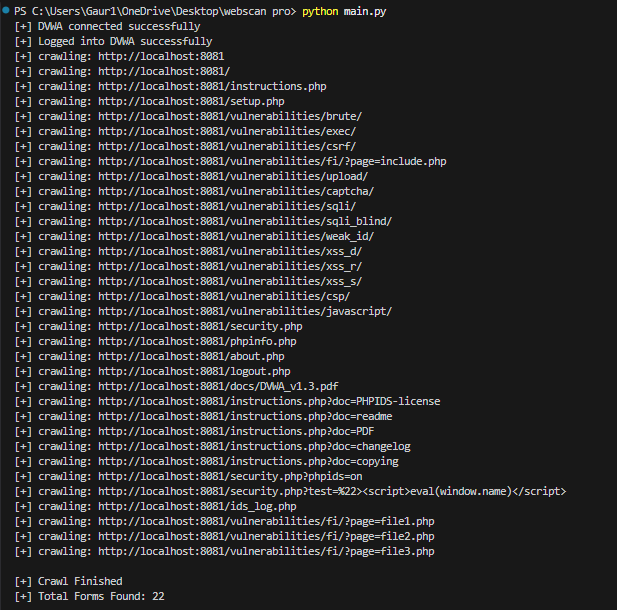 PS C:\Users\Gaur1\OneDrive\Desktop\webscan pro> python main.py
[+] DVWA connected successfully
[+] Logged into DVWA successfully
[+] crawling: http://localhost:8081
[+] crawling: http://localhost:8081/
[+] crawling: http://localhost:8081/instructions.php
[+] crawling: http://localhost:8081/setup.php
[+] crawling: http://localhost:8081/vulnerabilities/brute/
[+] crawling: http://localhost:8081/vulnerabilities/exec/
[+] crawling: http://localhost:8081/vulnerabilities/csrf/
[+] crawling: http://localhost:8081/vulnerabilities/fi/?page=include.php
[+] crawling: http://localhost:8081/vulnerabilities/upload/
[+] crawling: http://localhost:8081/vulnerabilities/captcha/
[+] crawling: http://localhost:8081/vulnerabilities/sqli/
[+] crawling: http://localhost:8081/vulnerabilities/sqli_blind/
[+] crawling: http://localhost:8081/vulnerabilities/weak_id/
[+] crawling: http://localhost:8081/vulnerabilities/xss_d/
[+] crawling: http://localhost:8081/vulnerabilities/xss_r/
[+] crawling: http://localhost:8081/vulnerabilities/xss_s/
[+] crawling: http://localhost:8081/vulnerabilities/csp/
[+] crawling: http://localhost:8081/vulnerabilities/javascript/
[+] crawling: http://localhost:8081/security.php
[+] crawling: http://localhost:8081/phpinfo.php
[+] crawling: http://localhost:8081/about.php
[+] crawling: http://localhost:8081/logout.php
[+] crawling: http://localhost:8081/docs/DVWA_v1.3.pdf
[+] crawling: http://localhost:8081/instructions.php?doc=PHPIDS-license
[+] crawling: http://localhost:8081/instructions.php?doc=readme
[+] crawling: http://localhost:8081/instructions.php?doc=PDF
[+] crawling: http://localhost:8081/instructions.php?doc=changelog
[+] crawling: http://localhost:8081/instructions.php?doc=copying
[+] crawling: http://localhost:8081/security.php?phpids=on
[+] crawling: http://localhost:8081/security.php?test=%22><script>eval(window.name)</script>
[+] crawling: http://localhost:8081/ids_log.php
[+] crawling: http://localhost:8081/vulnerabilities/fi/?page=file1.php
[+] crawling: http://localhost:8081/vulnerabilities/fi/?page=file2.php
[+] crawling: http://localhost:8081/vulnerabilities/fi/?page=file3.php
[+] Crawl Finished
[+] Total Forms Found: 22